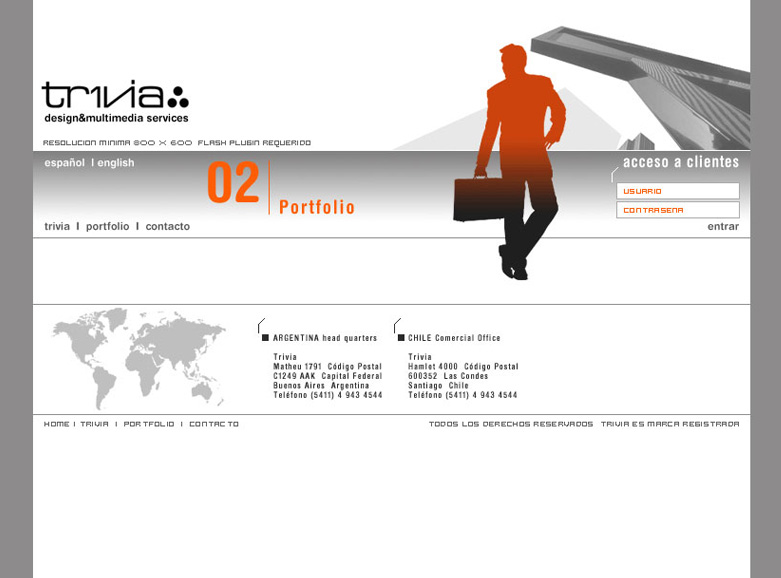 trivia
design&multimedia services
RESOLUCION MINIMA 800 X 600 FLASH PLUGIN REQUERIDO
español I english
02
Portfolio
acceso a clientes
USUARIO
CONTRASENA
entrar
trivia I portfolio I contacto
ARGENTINA head quarters
Trivia
Matheu 1791 Código Postal
C1249 AAK Capital Federal
Buenos Aires Argentina
Teléfono (5411) 4 943 4544
CHILE Comercial Office
Trivia
Hamlet 4000 Código Postal
600352 Las Condes
Santiago Chile
Teléfono (5411) 4 943 4544
HOME I TRIVIA I PORTFOLIO I CONTACTO
TODOS LOS DERECHOS RESERVADOS TRIVIA ES MARCA REGISTRADA